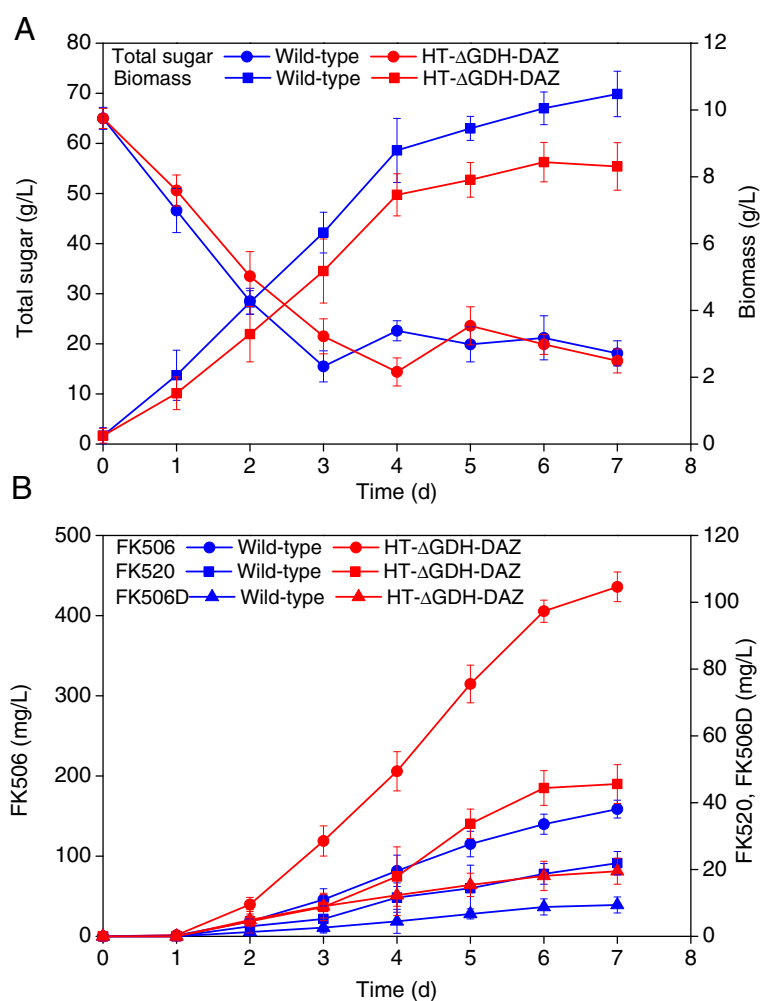 A
Total sugar Wild-type HT-ΔGDH-DAZ
Biomass Wild-type HT-ΔGDH-DAZ
80
70
60
50
40
30
20
10
0
Total sugar (g/L)
12
10
8
6
4
2
0
Biomass (g/L)
0 1 2 3 4 5 6 7 8
Time (d)
B
FK506 Wild-type HT-ΔGDH-DAZ
FK520 Wild-type HT-ΔGDH-DAZ
FK506D Wild-type HT-ΔGDH-DAZ
500
400
300
200
100
0
FK506 (mg/L)
120
100
80
60
40
20
0
FK520, FK506D (mg/L)
0 1 2 3 4 5 6 7 8
Time (d)